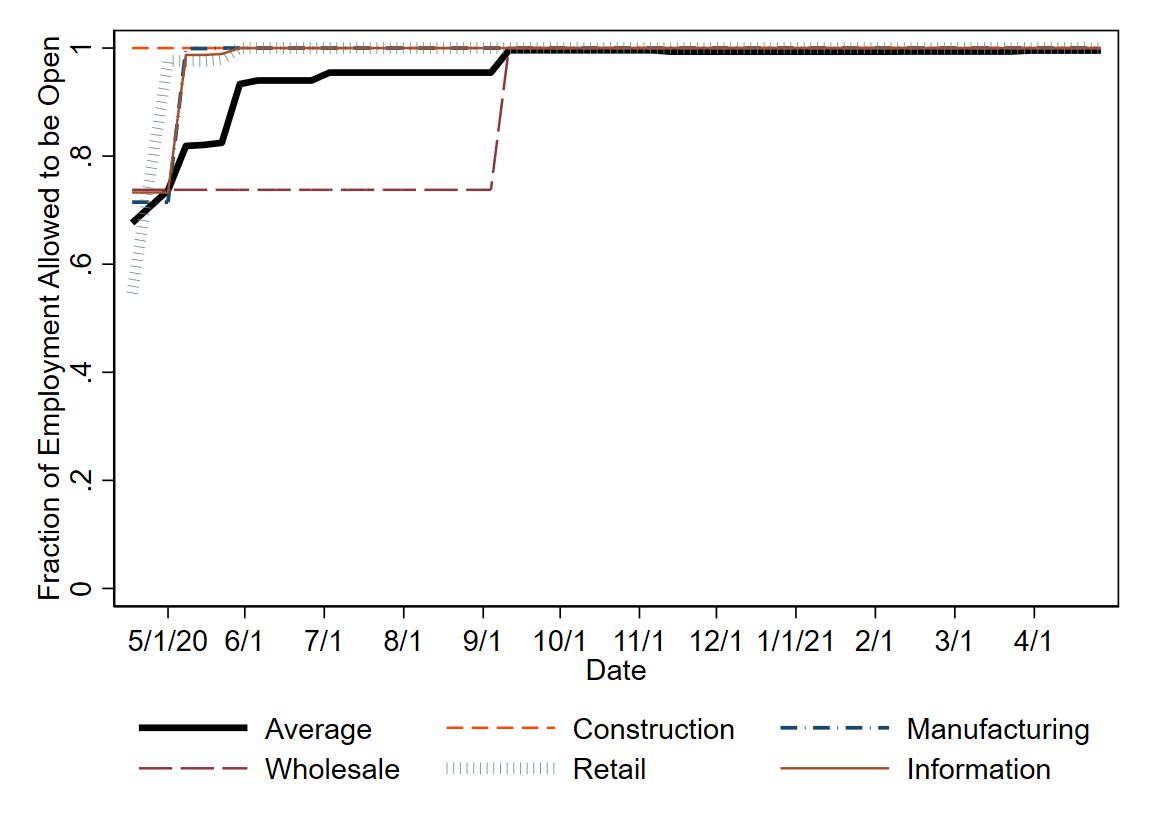 Fraction of Employment Allowed to be Open
1
.8
.6
.4
.2
0
5/1/20 6/1 7/1 8/1 9/1 10/1 11/1 12/1 1/1/21 2/1 3/1 4/1
Date
Average Construction Manufacturing
Wholesale Retail Information